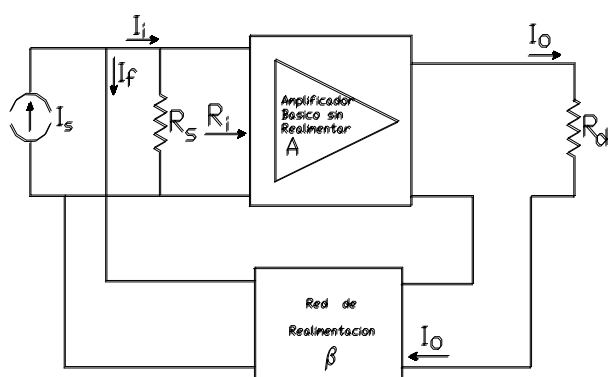 Ii
Io
If
Is
Rs
Ri
Amplificador
Basico sin
Realimentar
A
Rd
Red de
Realimentacion
β
Io